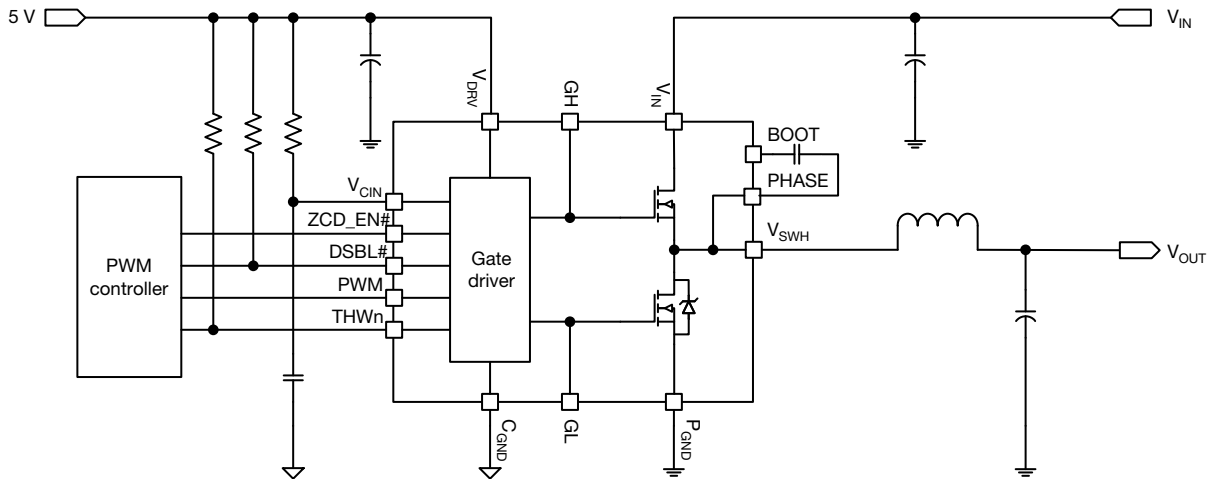 5 V
V_IN
V_DRV
GH
V_IN
BOOT
PHASE
V_CIN
ZCD_EN#
DSBL#
PWM
THWn
V_SWH
V_OUT
PWM
controller
Gate
driver
C_GND
GL
P_GND